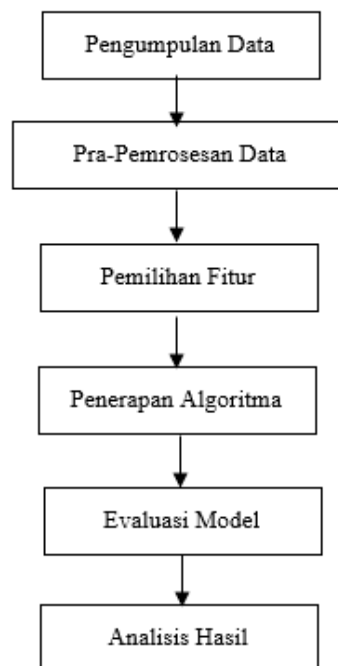 Pengumpulan Data
Pra-Pemrosesan Data
Pemilihan Fitur
Penerapan Algoritma
Evaluasi Model
Analisis Hasil